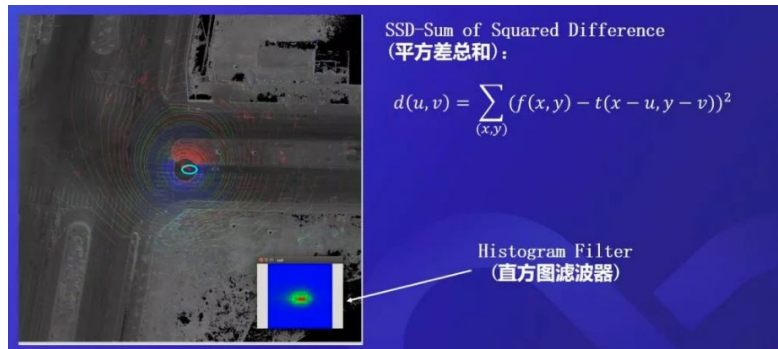 SSD-Sum of Squared Difference
(平方差总和):
d(u,v) = ∑(x,y) (f(x,y) − t(x − u, y − v))²
Histogram Filter
(直方图滤波器)